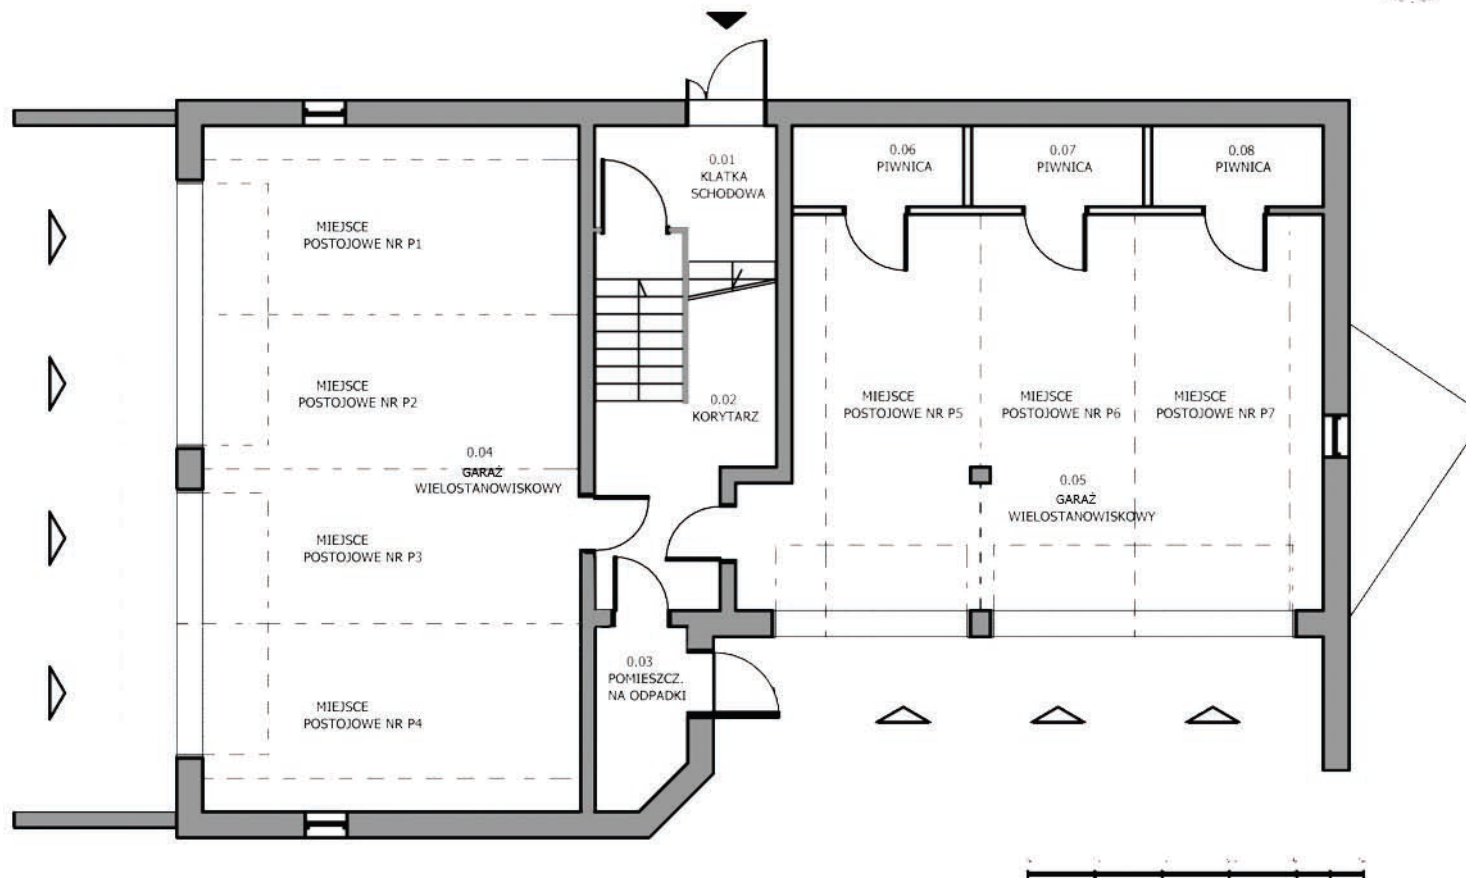 0.01
KLATKA
SCHODOWA
0.06
PIWNICA
0.07
PIWNICA
0.08
PIWNICA
MIEJSCE
POSTOJOWE NR P1
MIEJSCE
POSTOJOWE NR P2
0.02
KORYTARZ
MIEJSCE
POSTOJOWE NR P5
MIEJSCE
POSTOJOWE NR P6
MIEJSCE
POSTOJOWE NR P7
0.04
GARAŻ
WIELOSTANOWISKOWY
0.05
GARAŻ
WIELOSTANOWISKOWY
MIEJSCE
POSTOJOWE NR P3
0.03
POMIESZCZ.
NA ODPADKI
MIEJSCE
POSTOJOWE NR P4